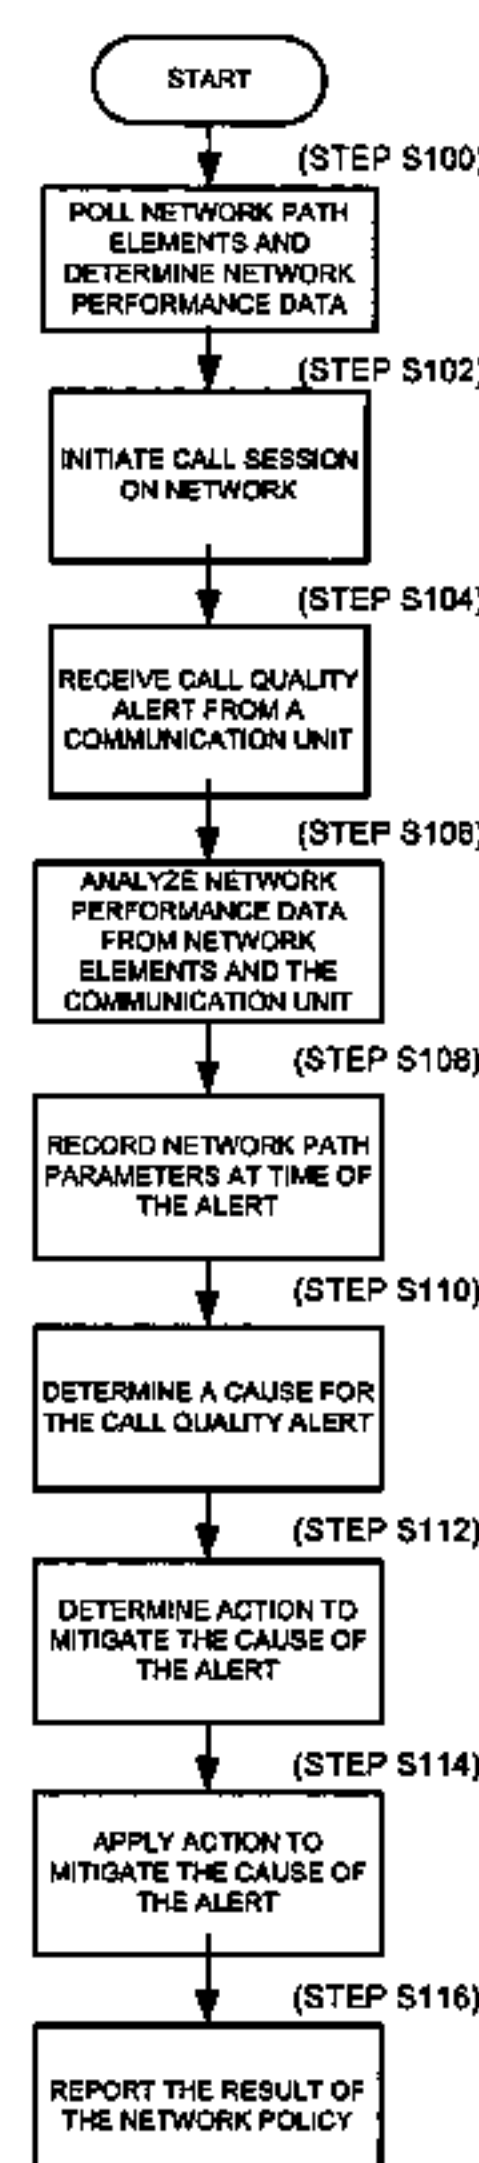 START
(STEP S100)
POLL NETWORK PATH
ELEMENTS AND
DETERMINE NETWORK
PERFORMANCE DATA
(STEP S102)
INITIATE CALL SESSION
ON NETWORK
(STEP S104)
RECEIVE CALL QUALITY
ALERT FROM A
COMMUNICATION UNIT
(STEP S106)
ANALYZE NETWORK
PERFORMANCE DATA
FROM NETWORK
ELEMENTS AND THE
COMMUNICATION UNIT
(STEP S108)
RECORD NETWORK PATH
PARAMETERS AT TIME OF
THE ALERT
(STEP S110)
DETERMINE A CAUSE FOR
THE CALL QUALITY ALERT
(STEP S112)
DETERMINE ACTION TO
MITIGATE THE CAUSE OF
THE ALERT
(STEP S114)
APPLY ACTION TO
MITIGATE THE CAUSE OF
THE ALERT
(STEP S116)
REPORT THE RESULT OF
THE NETWORK POLICY